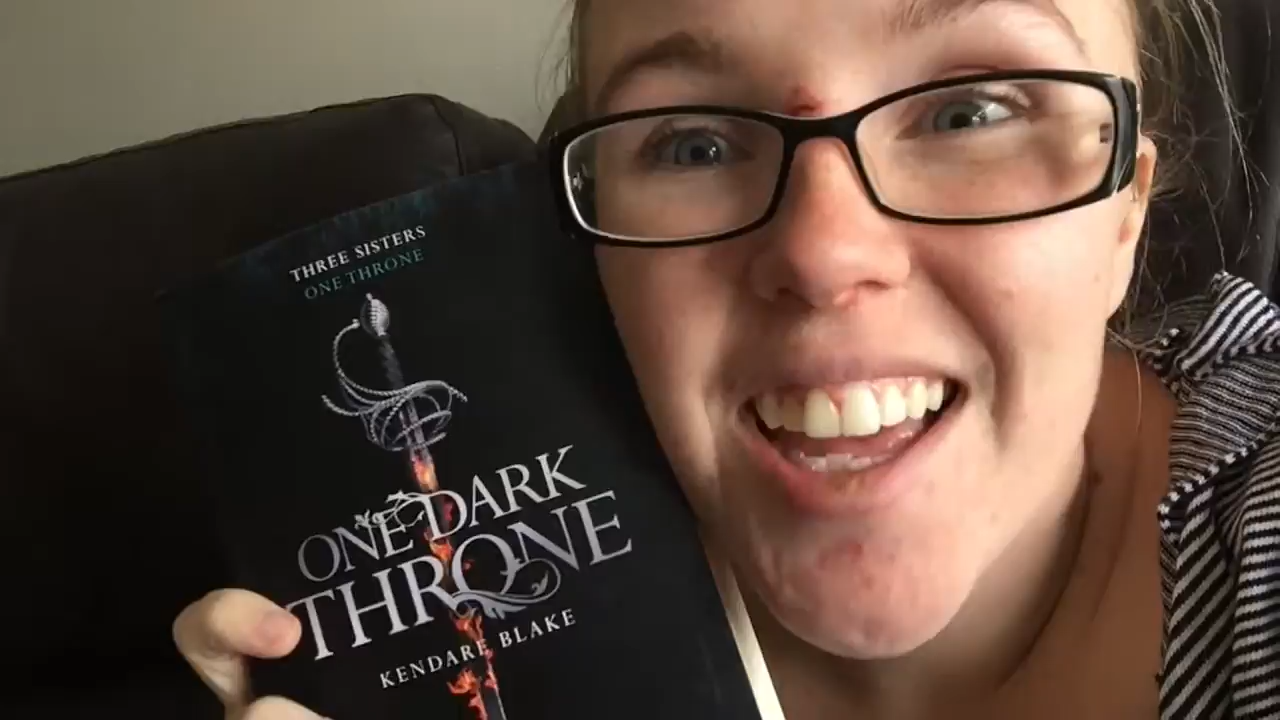 THREE SISTERS
ONE THRONE
ONE DARK
THRONE
KENDARE BLAKE